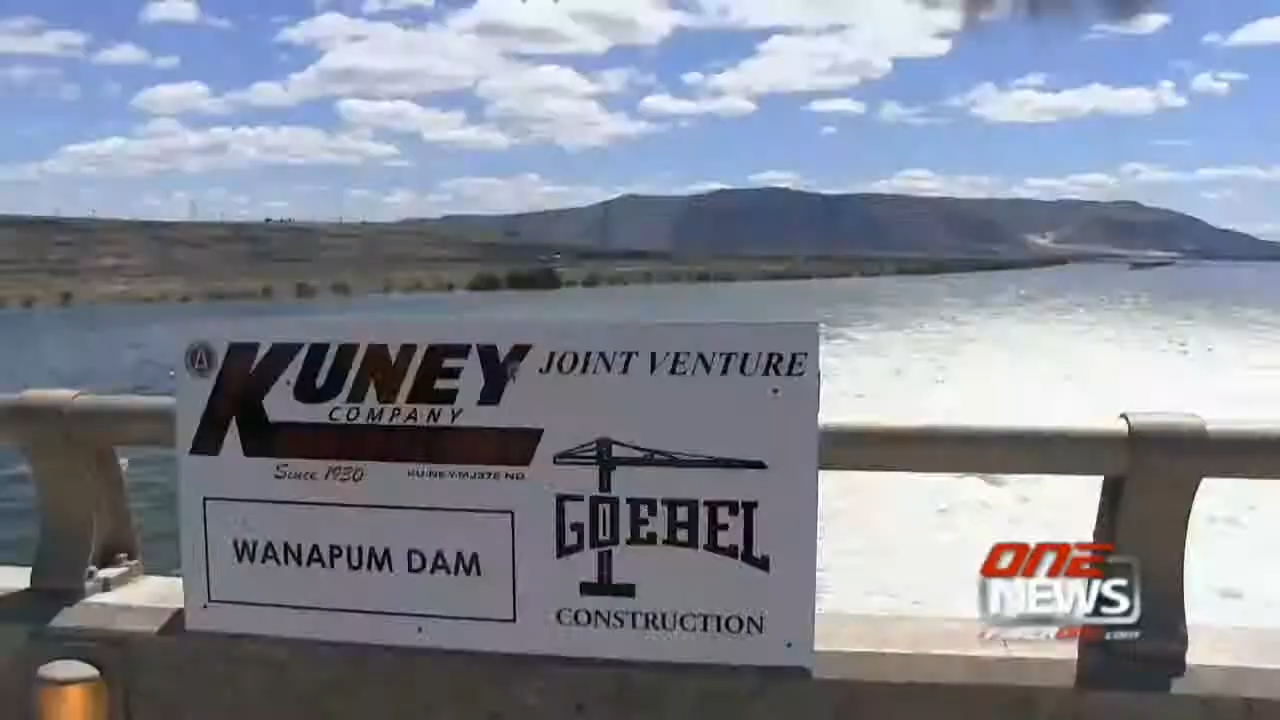 KUNEY JOINT VENTURE
COMPANY
Since 1930
WANAPUM DAM
GOEBEL
CONSTRUCTION
ONE
NEWS